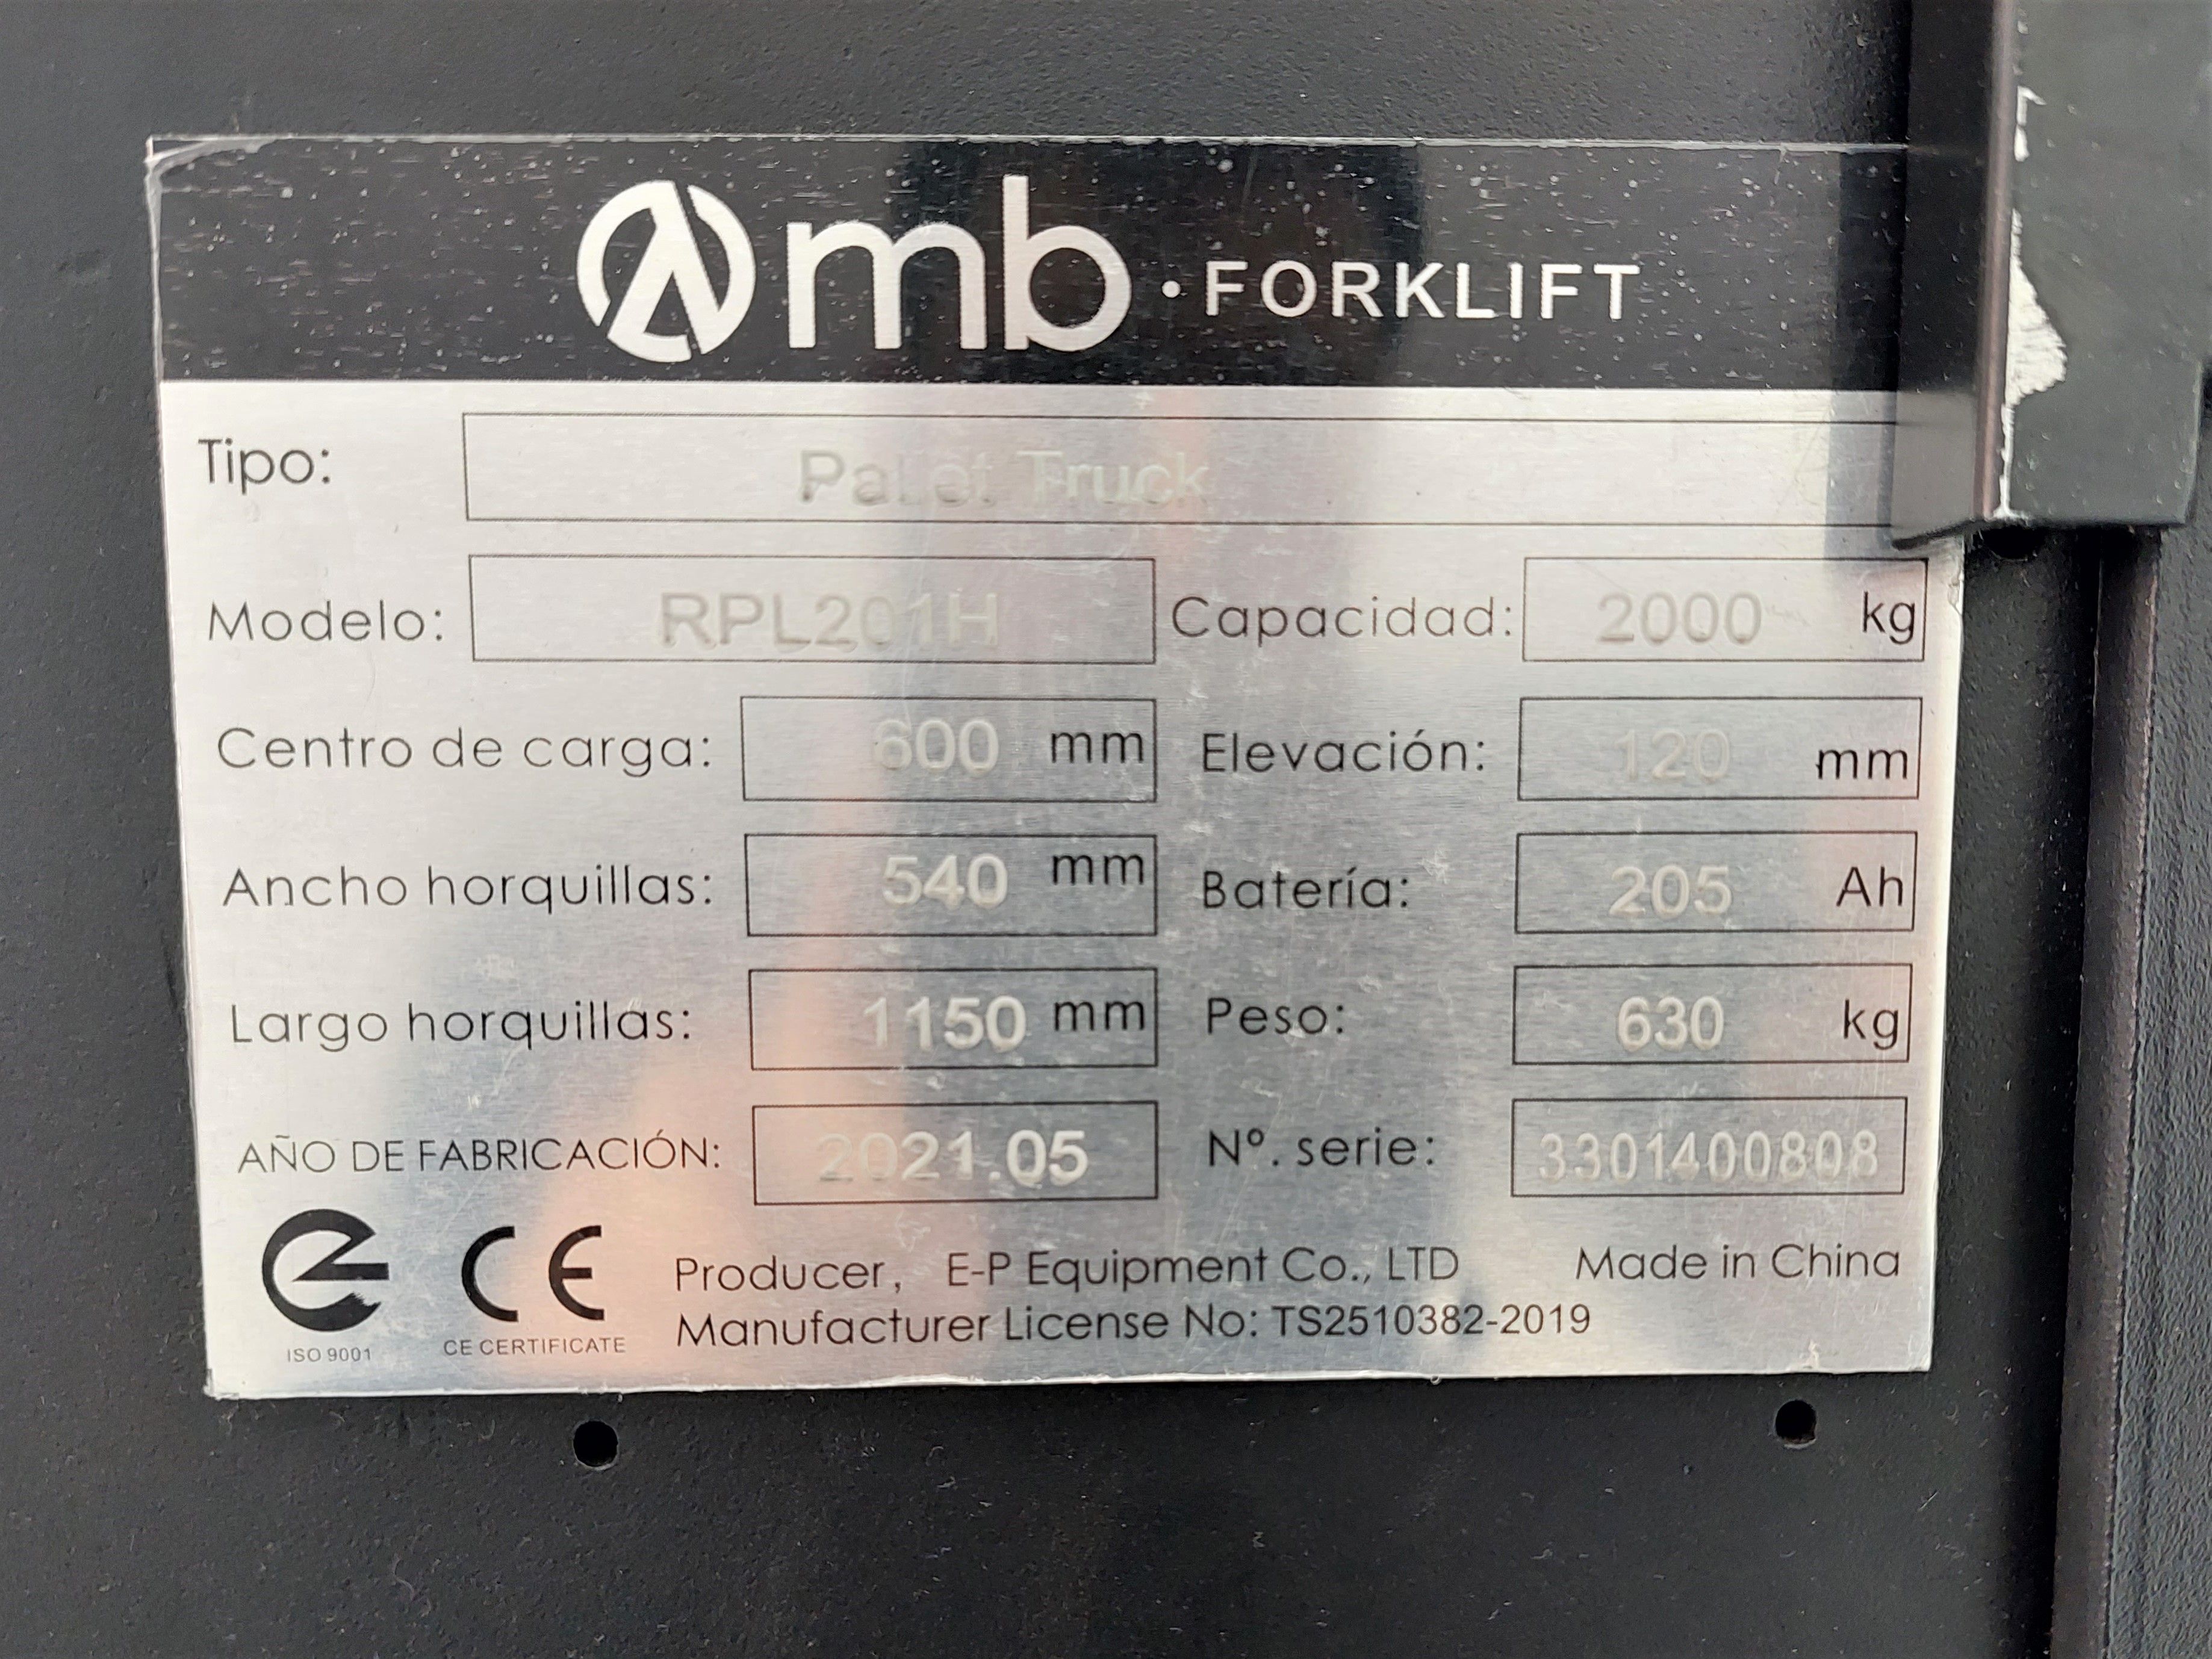 mb · FORKLIFT
Tipo: Pallet Truck
Modelo: RPL201H Capacidad: 2000 kg
Centro de carga: 600 mm Elevación: 120 mm
Ancho horquillas: 540 mm Batería: 205 Ah
Largo horquillas: 1150 mm Peso: 630 kg
AÑO DE FABRICACIÓN: 2021.05 Nº. serie: 3301400808
Producer, E-P Equipment Co., LTD Made in China
Manufacturer License No: TS2510382-2019
ISO 9001 CE CERTIFICATE